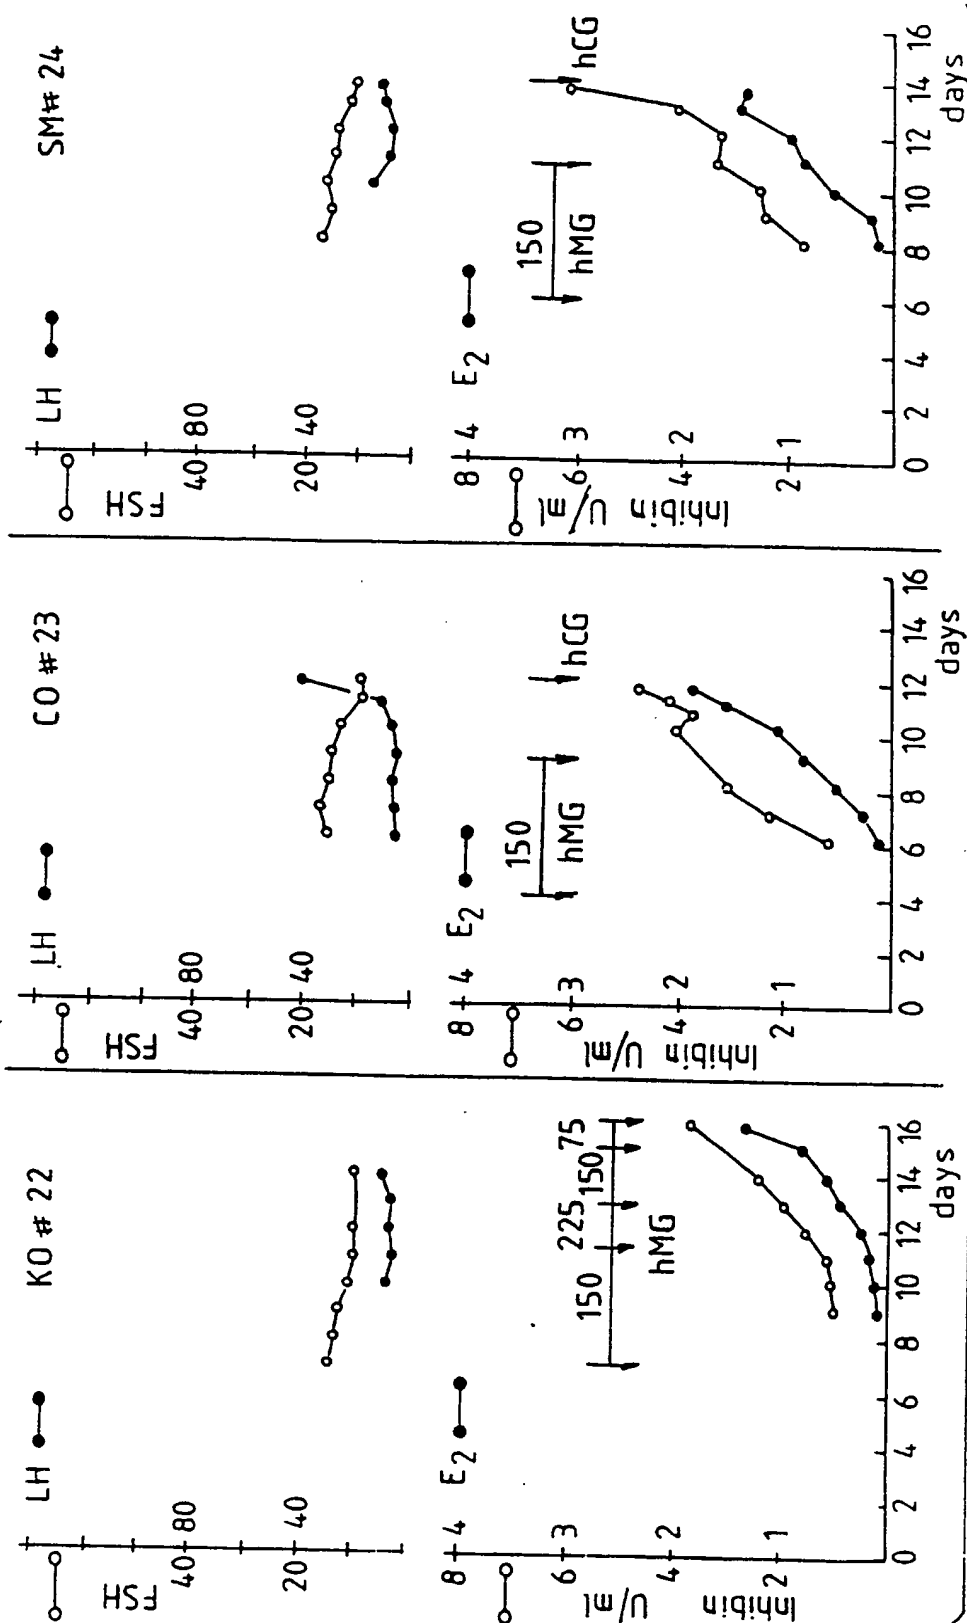 KO # 22
LH
FSH
40 80
20 40
E2
8 4
6 3
4 2
2 1
Inhibin
U/ml
150 225 150 75
hMG
0 2 4 6 8 10 12 14 16
days
CO # 23
LH
FSH
40 80
20 40
E2
8 4
6 3
4 2
2 1
Inhibin
U/ml
150
hMG
hCG
0 2 4 6 8 10 12 14 16
days
SM# 24
LH
FSH
40 80
20 40
E2
8 4
6 3
4 2
2 1
Inhibin
U/ml
150
hMG
hCG
0 2 4 6 8 10 12 14 16
days